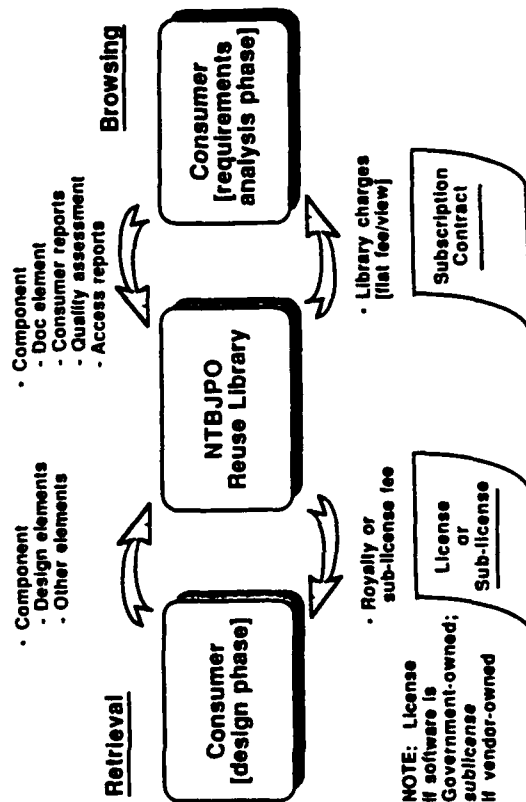 Retrieval
Browsing
· Component
- Design elements
- Other elements
· Component
- Doc element
- Consumer reports
- Quality assessment
- Access reports
Consumer
[design phase]
NTBJPO
Reuse Library
Consumer
[requirements
analysis phase]
· Royalty or
sub-license fee
· Library charges
[flat fee/view]
License
or
Sub-license
Subscription
Contract
NOTE: License
if software is
Government-owned;
sublicense
if vendor-owned